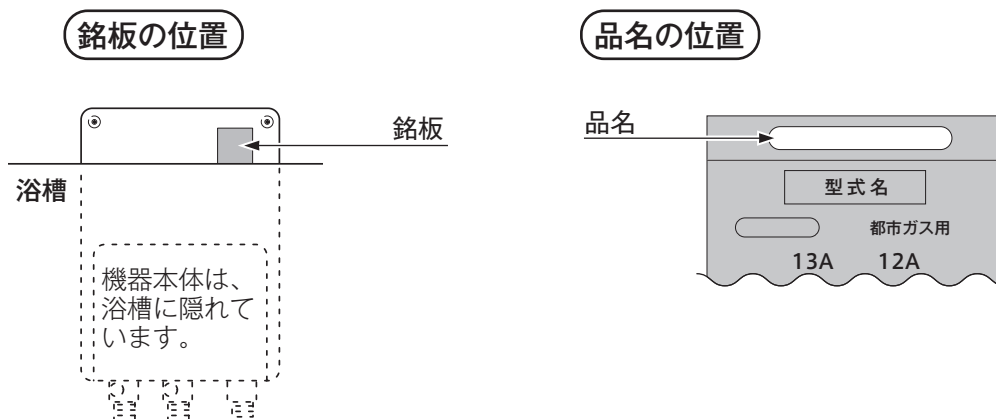 銘板の位置
銘板
浴槽
機器本体は、
浴槽に隠れて
います。
品名の位置
品名
型式名
都市ガス用
13A 12A